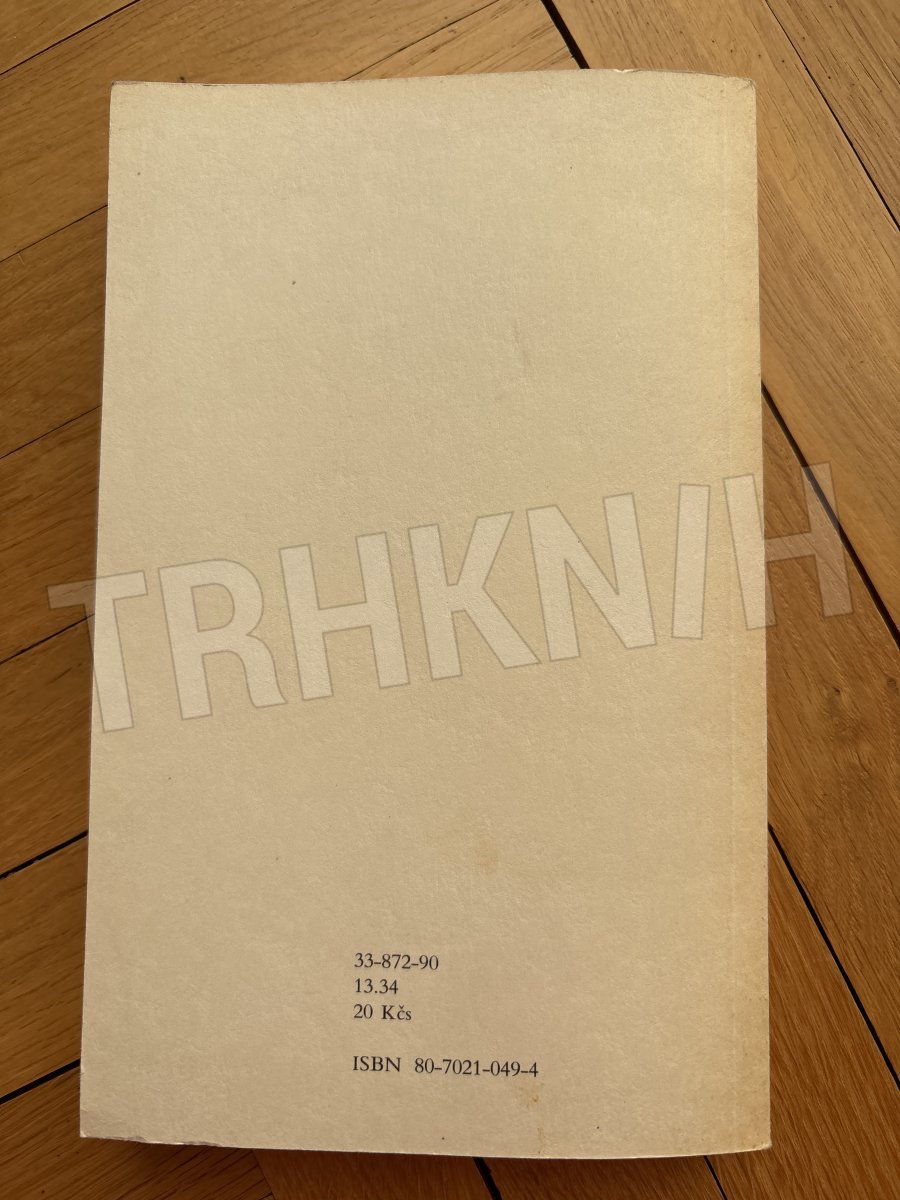 TRHKNIH
33-872-90
13.34
20 Kčs
ISBN 80-7021-049-4